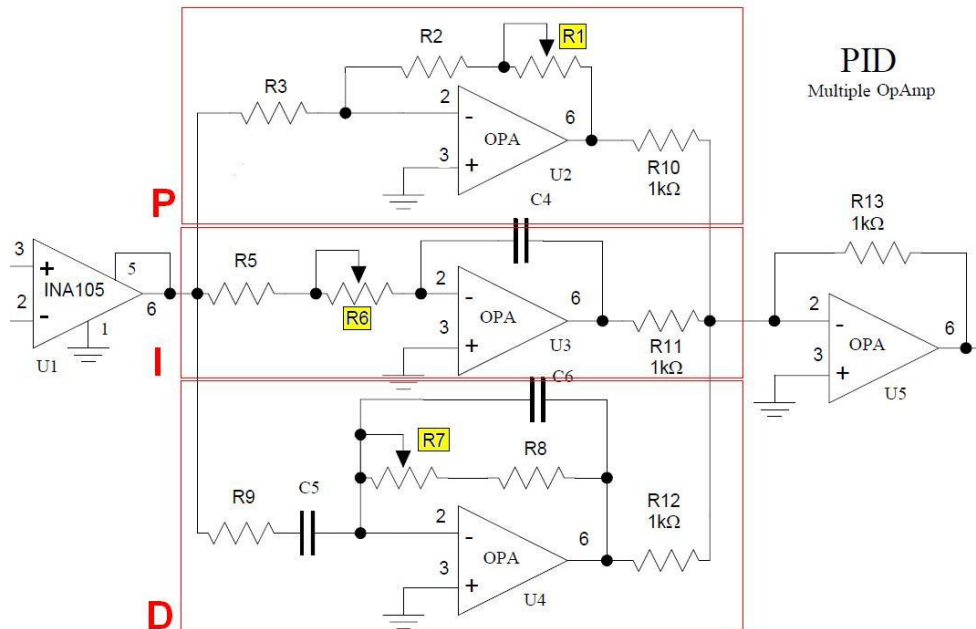 PID
Multiple OpAmp
R2
R1
R3
2
-
OPA
6
3
+
U2
R10
1kΩ
P
C4
R13
1kΩ
3
+
5
INA105
2
-
6
1
U1
R5
R6
2
-
6
OPA
3
+
U3
R11
1kΩ
I
2
-
6
OPA
3
+
U5
C6
R7
R8
R9
C5
R12
1kΩ
2
-
6
OPA
3
+
U4
D